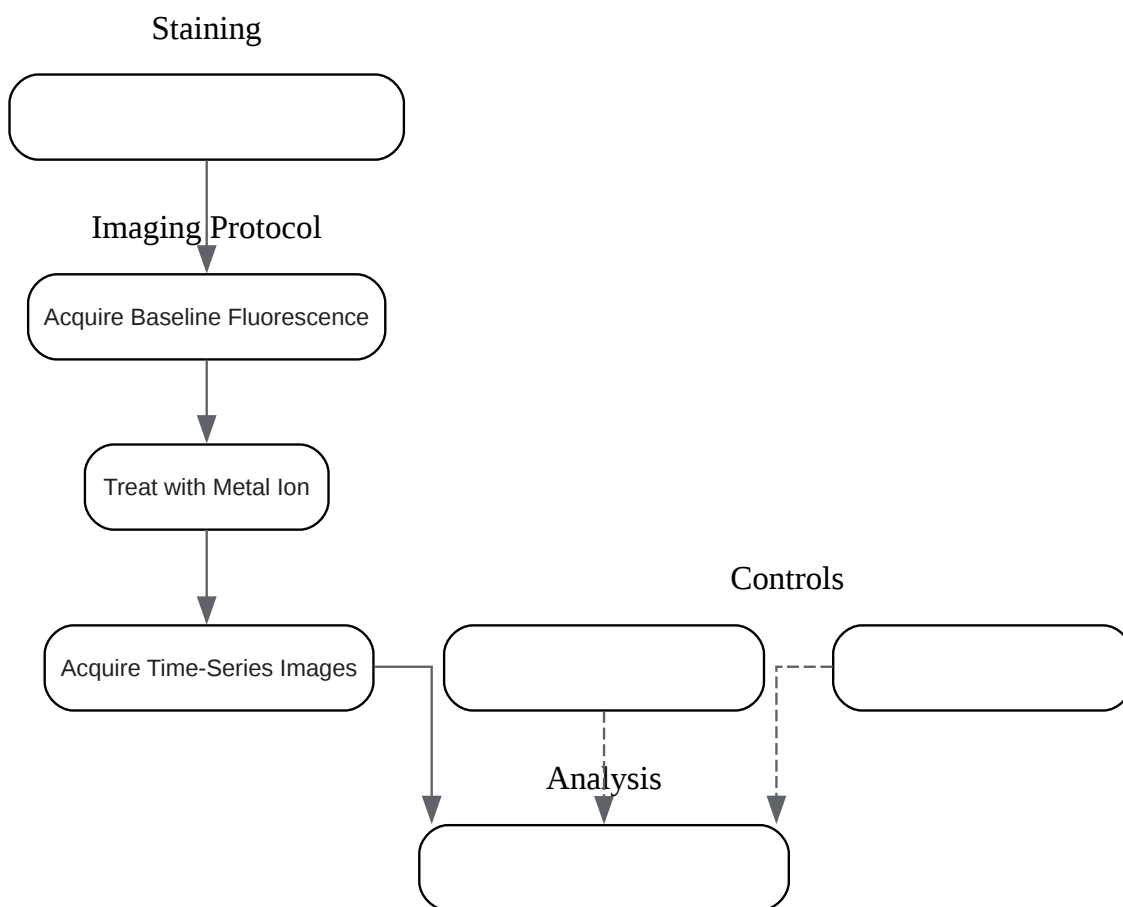 Staining
Imaging Protocol
Acquire Baseline Fluorescence
Treat with Metal Ion
Controls
Acquire Time-Series Images
Analysis